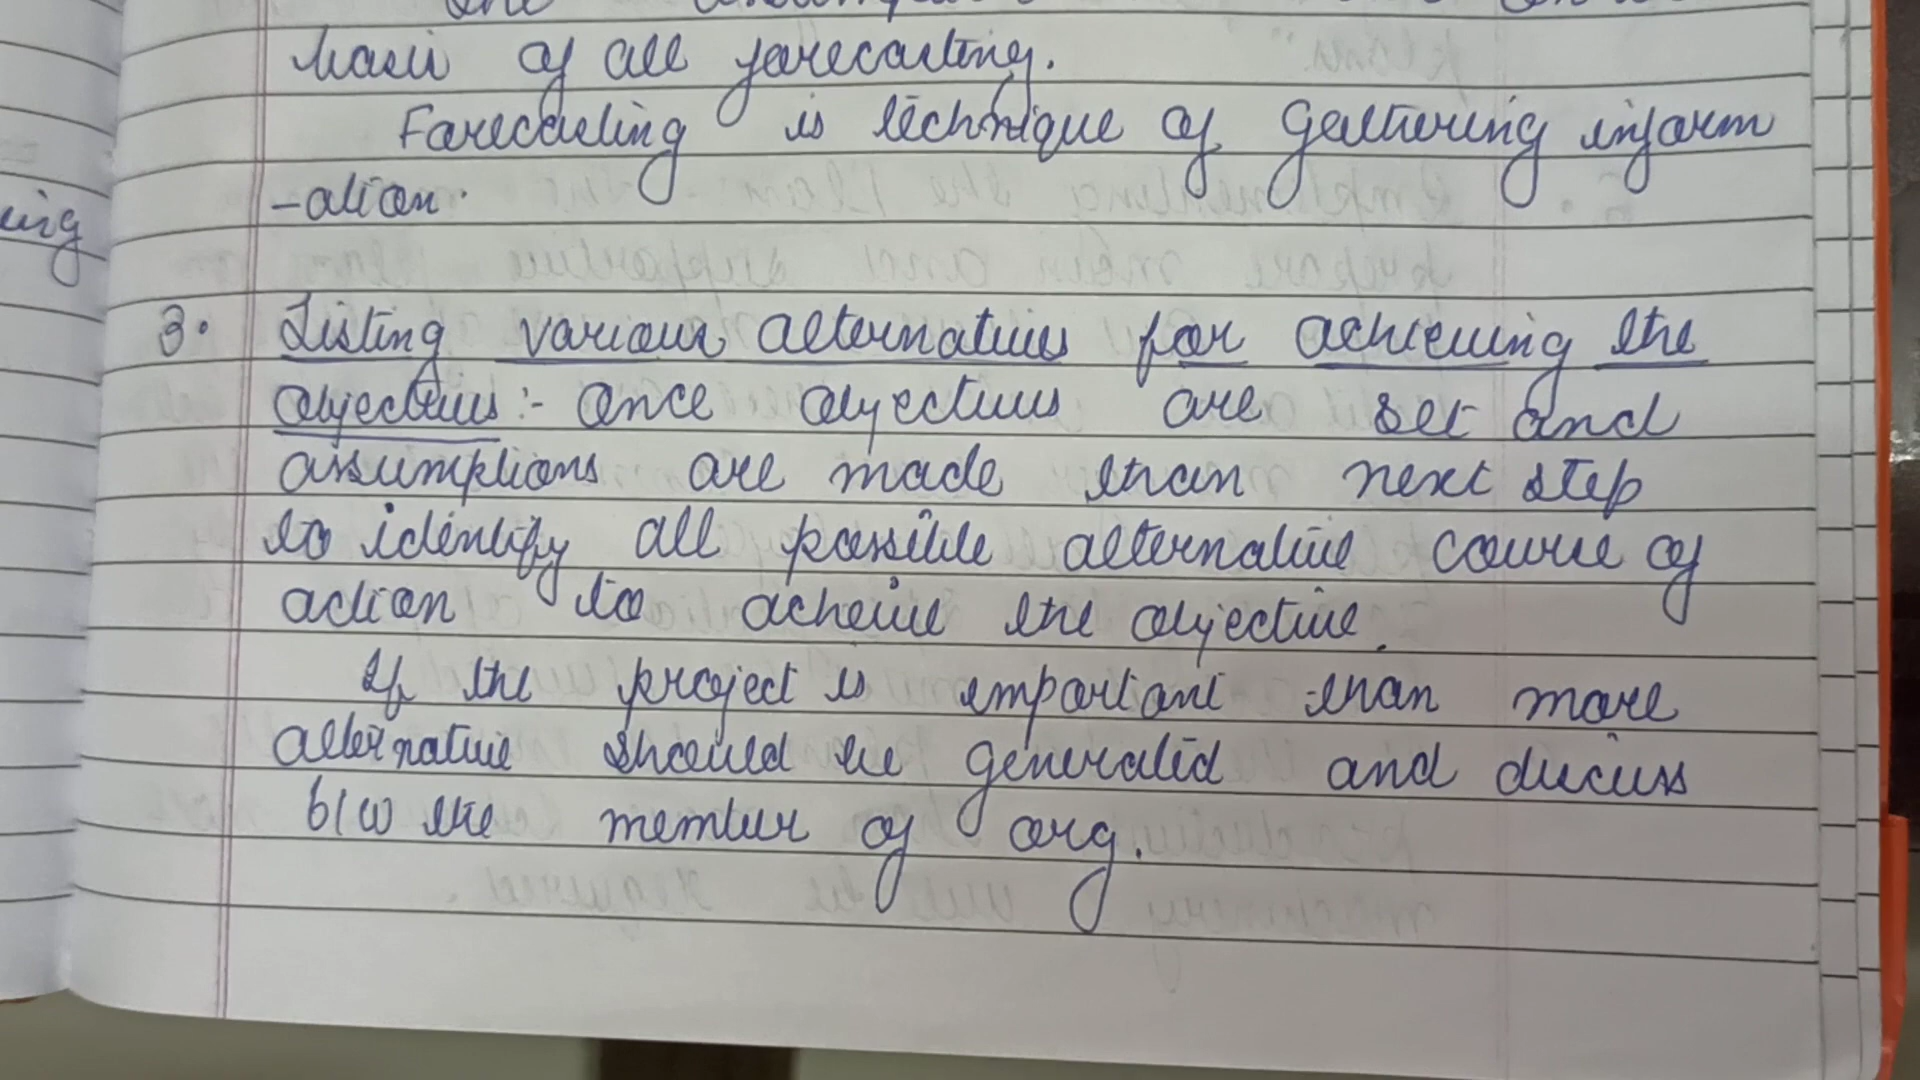 basis of all forecasting.
Forecasting is technique of gathering inform
-ation.
ing
3. Listing various alternatives for achieving the
objectives :- once objectives are set and
assumptions are made than next step
to identify all possible alternative course of
action to acheive the objective.
If the project is important than more
alternative should be generated and discuss
b/w the member of org.